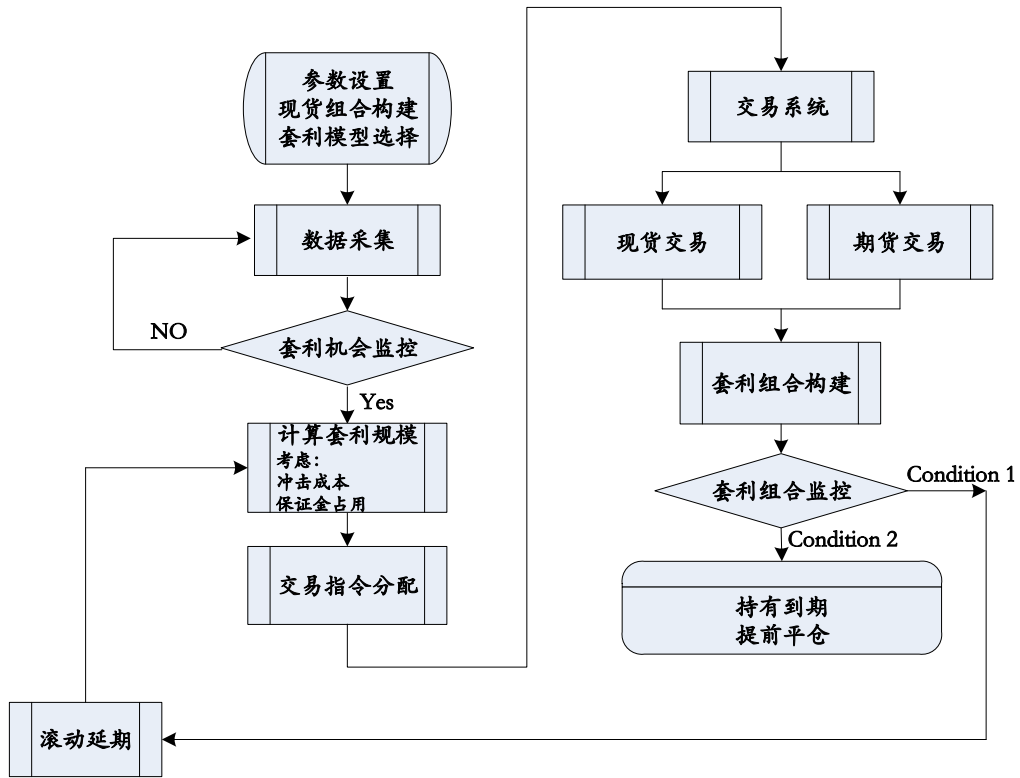 参数设置
现货组合构建
套利模型选择
数据采集
NO
套利机会监控
Yes
计算套利规模
考虑:
冲击成本
保证金占用
交易指令分配
滚动延期
交易系统
现货交易
期货交易
套利组合构建
套利组合监控
Condition 1
Condition 2
持有到期
提前平仓